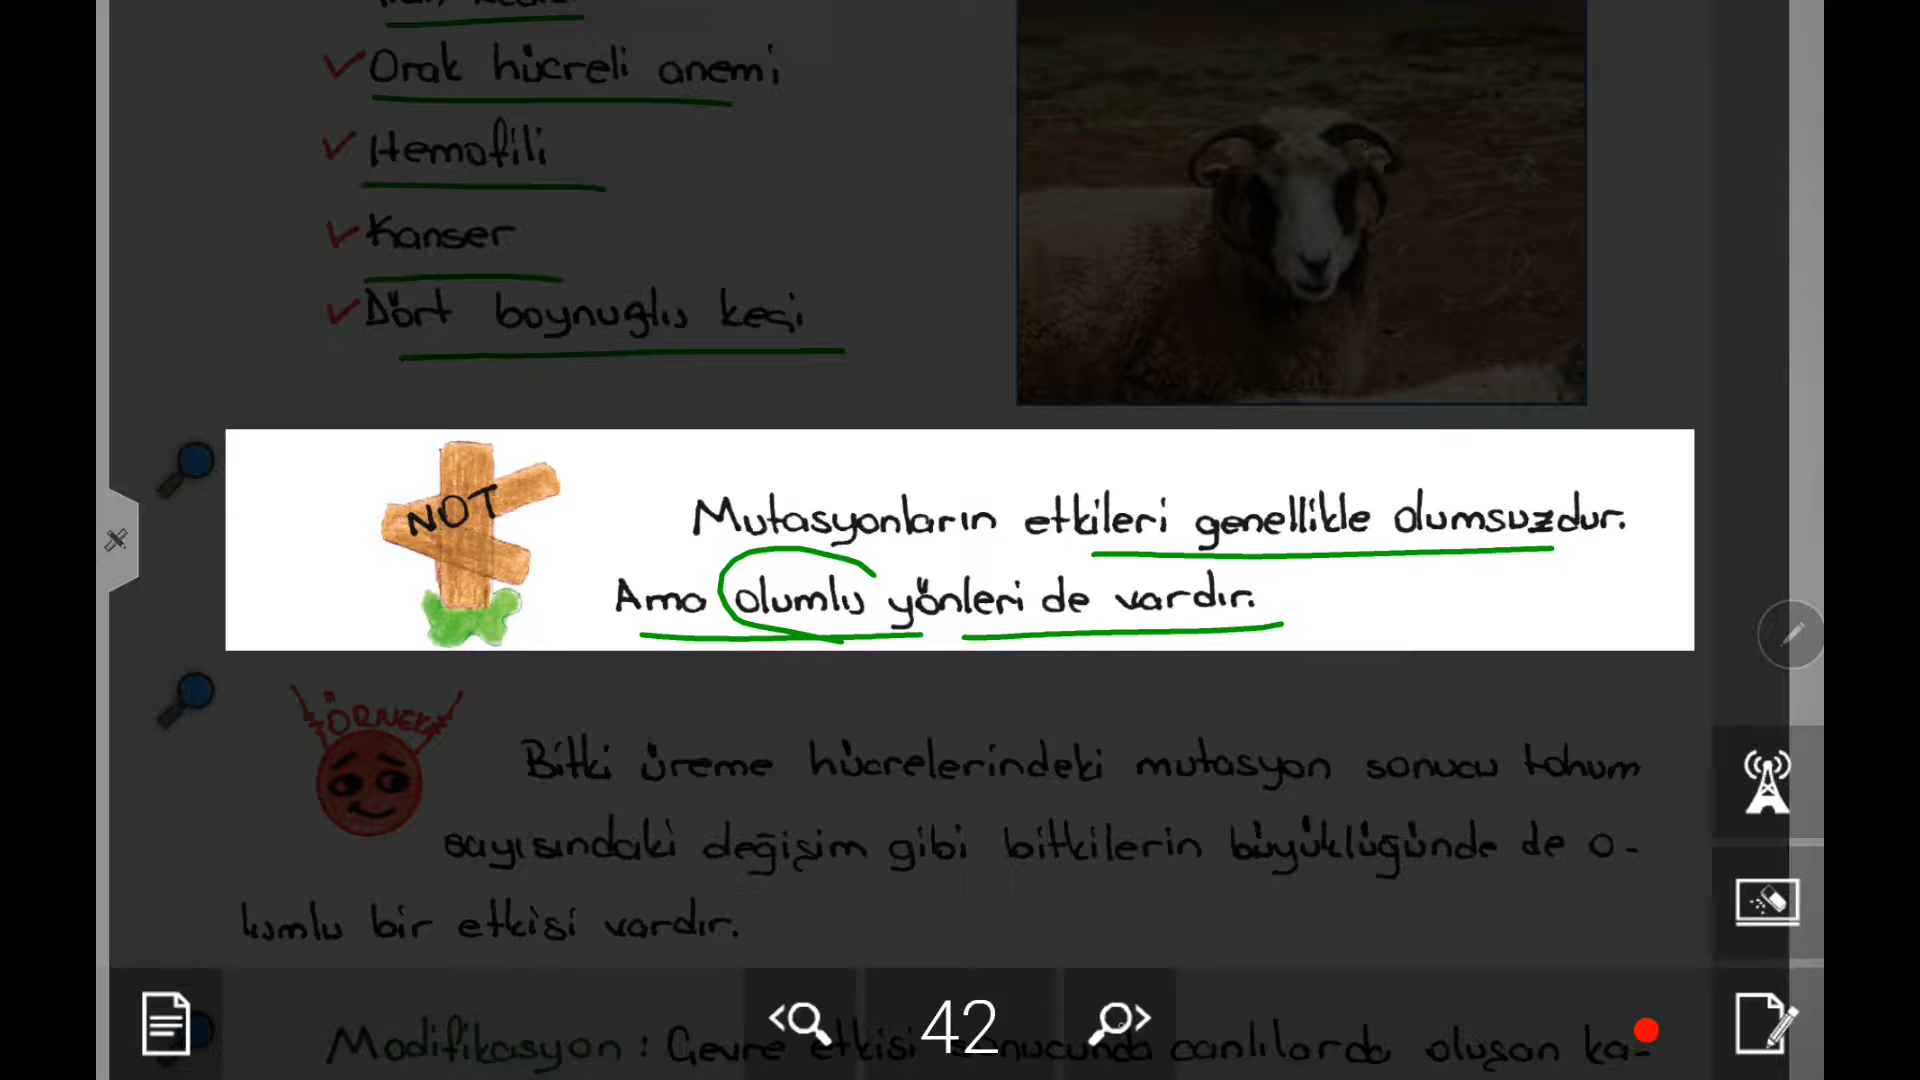 Orak hücreli anemi
Hemofili
Kanser
Dört boynuzlu keçi
NOT
Mutasyonların etkileri genellikle olumsuzdur.
Ama olumlu yönleri de vardır.
ÖRNEK
Bitki üreme hücrelerindeki mutasyon sonucu tohum
sayısındaki değişim gibi bitkilerin büyüklüğünde de o-
lumlu bir etkisi vardır.
42
Modifikasyon : Çevre etkisi sonucunda canlılarda oluşan ka-